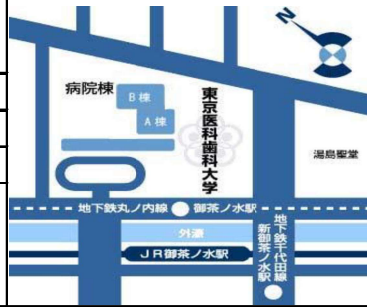 N
病院棟
B棟
A棟
東京医科歯科大学
湯島聖堂
地下鉄丸ノ内線 御茶ノ水駅
外濠
JR御茶ノ水駅
地下鉄千代田線
新御茶ノ水駅